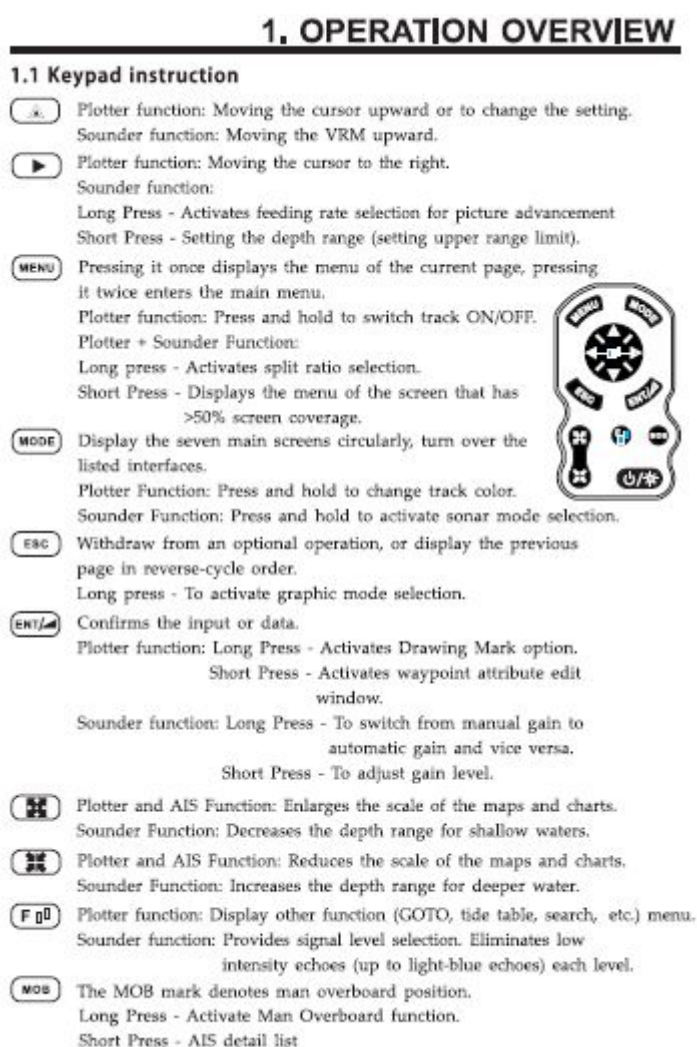 1. OPERATION OVERVIEW
1.1 Keypad instruction
Plotter function: Moving the cursor upward or to change the setting.
Sounder function: Moving the VRM upward.
Plotter function: Moving the cursor to the right.
Sounder function:
Long Press - Activates feeding rate selection for picture advancement
Short Press - Setting the depth range (setting upper range limit).
MENU Pressing it once displays the menu of the current page, pressing
it twice enters the main menu.
Plotter function: Press and hold to switch track ON/OFF.
Plotter + Sounder Function:
Long press - Activates split ratio selection.
Short Press - Displays the menu of the screen that has
>50% screen coverage.
MENU MODE
ESC ENT/
MOB
MODE Display the seven main screens circularly, turn over the
listed interfaces.
Plotter Function: Press and hold to change track color.
Sounder Function: Press and hold to activate sonar mode selection.
ESC Withdraw from an optional operation, or display the previous
page in reverse-cycle order.
Long press - To activate graphic mode selection.
ENT/ Confirms the input or data.
Plotter function: Long Press - Activates Drawing Mark option.
Short Press - Activates waypoint attribute edit
window.
Sounder function: Long Press - To switch from manual gain to
automatic gain and vice versa.
Short Press - To adjust gain level.
Plotter and AIS Function: Enlarges the scale of the maps and charts.
Sounder Function: Decreases the depth range for shallow waters.
Plotter and AIS Function: Reduces the scale of the maps and charts.
Sounder Function: Increases the depth range for deeper water.
F Plotter function: Display other function (GOTO, tide table, search, etc.) menu.
Sounder function: Provides signal level selection. Eliminates low
intensity echoes (up to light-blue echoes) each level.
MOB The MOB mark denotes man overboard position.
Long Press - Activate Man Overboard function.
Short Press - AIS detail list